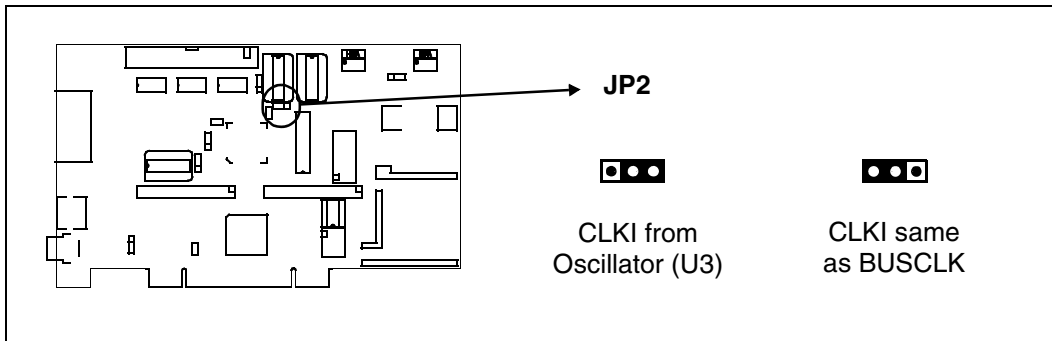 JP2
CLKI from
Oscillator (U3)
CLKI same
as BUSCLK